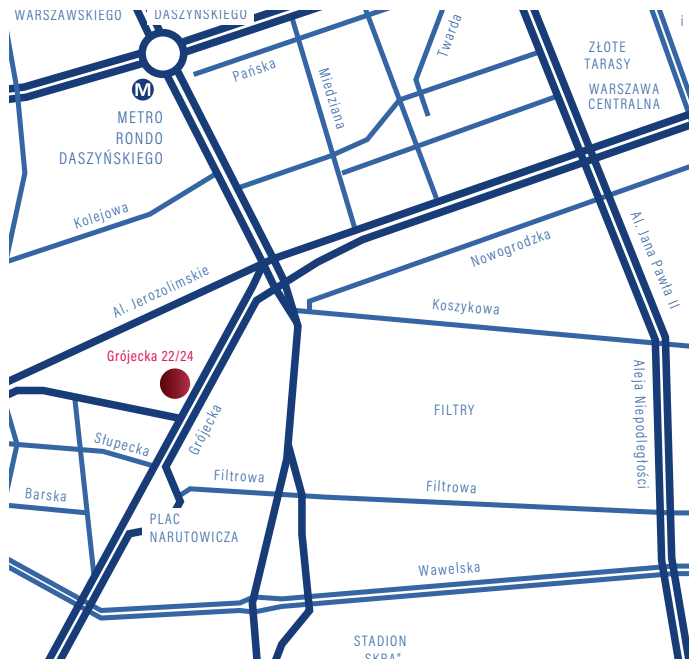 WARSZAWSKIEGO
DASZYŃSKIEGO
i
Twarda
ZŁOTE
TARASY
Pańska
Miedziana
WARSZAWA
CENTRALNA
M
METRO
RONDO
DASZYŃSKIEGO
Kolejowa
Al. Jana Pawła II
Nowogrodzka
Al. Jerozolimskie
Koszykowa
Grójecka 22/24
Aleja Niepodległości
Grójecka
FILTRY
Słupecka
Filtrowa
Filtrowa
Barska
PLAC
NARUTOWICZA
Wawelska
STADION
SKRA"